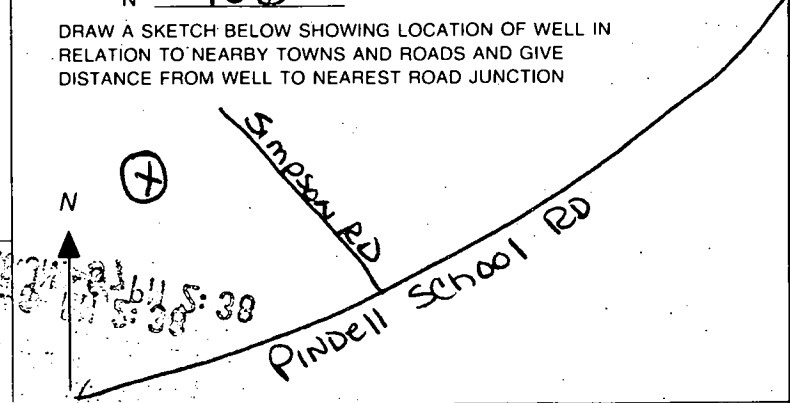 N
DRAW A SKETCH BELOW SHOWING LOCATION OF WELL IN
RELATION TO NEARBY TOWNS AND ROADS AND GIVE
DISTANCE FROM WELL TO NEAREST ROAD JUNCTION
Simpson RD
N
PINDell School RD